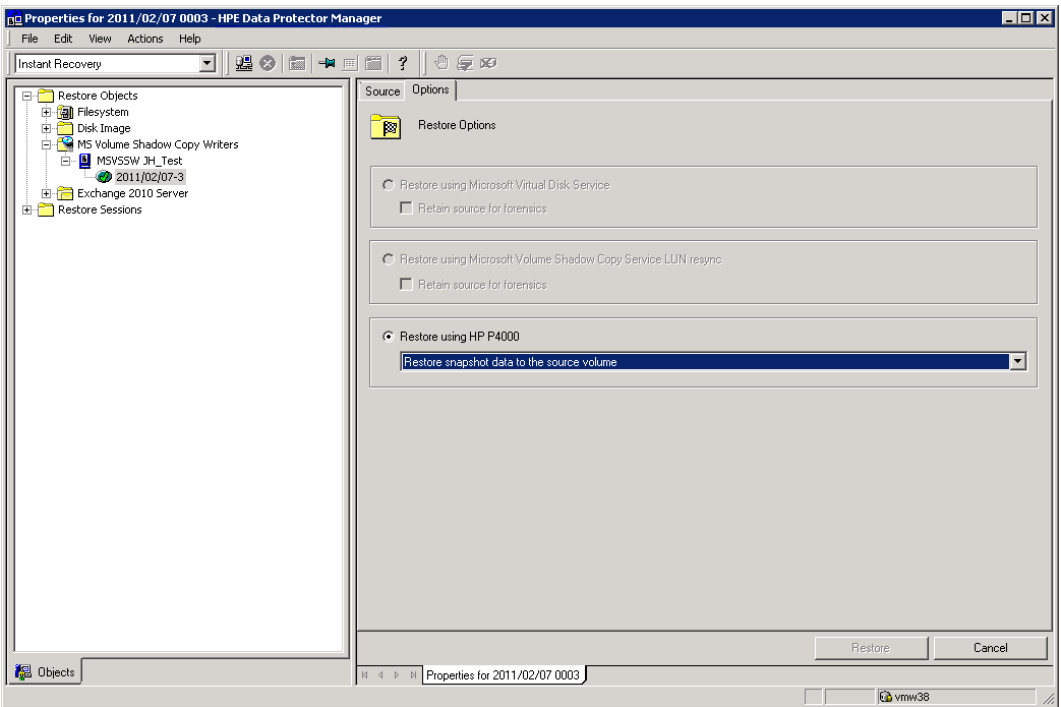 Properties for 2011/02/07 0003 - HPE Data Protector Manager
File Edit View Actions Help
Instant Recovery
?
Restore Objects
Filesystem
Disk Image
MS Volume Shadow Copy Writers
MSVSSW JH_Test
2011/02/07-3
Exchange 2010 Server
Restore Sessions
Objects
Source Options
Restore Options
Restore using Microsoft Virtual Disk Service
Retain source for forensics
Restore using Microsoft Volume Shadow Copy Service LUN resync
Retain source for forensics
Restore using HP P4000
Restore snapshot data to the source volume
Restore Cancel
Properties for 2011/02/07 0003
vmw38